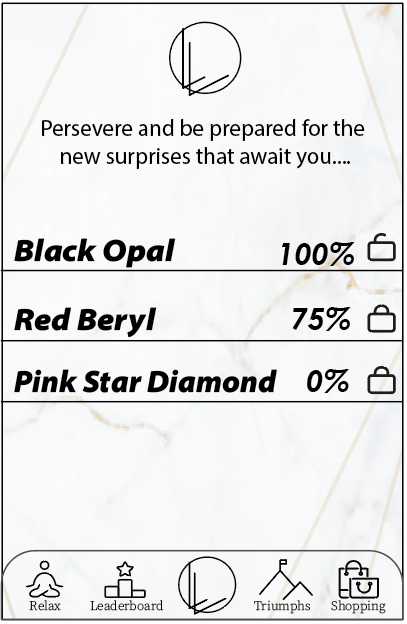 Persevere and be prepared for the
new surprises that await you....
Black Opal 100%
Red Beryl 75%
Pink Star Diamond 0%
Relax Leaderboard Triumphs Shopping